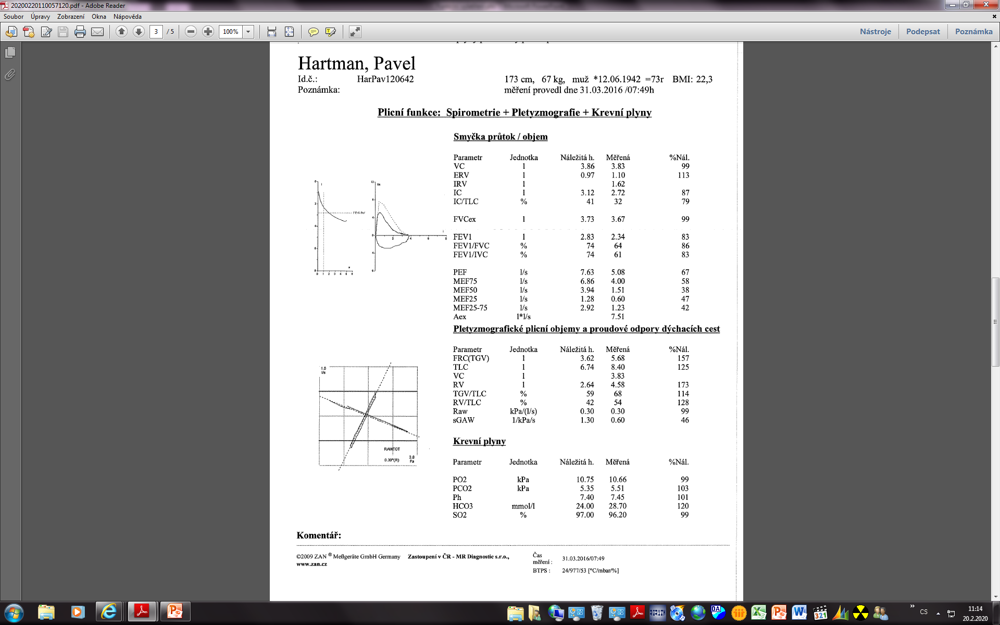 20200220110057120.pdf - Adobe Reader
Soubor Úpravy Zobrazení Okna Nápověda
3 / 5 100% Nástroje Podepsat Poznámka
Hartman, Pavel
Id.č.: HarPav120642 173 cm, 67 kg, muž *12.06.1942 =73r BMI: 22,3
Poznámka: měření provedl dne 31.03.2016 /07:49h
Plicní funkce: Spirometrie + Pletyzmografie + Krevní plyny
Smyčka průtok / objem
Parametr Jednotka Náležitá h. Měřená %Nál.
VC l 3.86 3.83 99
ERV l 0.97 1.10 113
IRV l 1.62
IC l 3.12 2.72 87
IC/TLC % 41 32 79
FVCex l 3.73 3.67 99
FEV1 l 2.83 2.34 83
FEV1/FVC % 74 64 86
FEV1/IVC % 74 61 83
PEF l/s 7.63 5.08 67
MEF75 l/s 6.86 4.00 58
MEF50 l/s 3.94 1.51 38
MEF25 l/s 1.28 0.60 47
MEF25-75 l/s 2.92 1.23 42
Aex l*l/s 7.51
Pletyzmografické plicní objemy a proudové odpory dýchacích cest
Parametr Jednotka Náležitá h. Měřená %Nál.
FRC(TGV) l 3.62 5.68 157
TLC l 6.74 8.40 125
VC l 3.83
RV l 2.64 4.58 173
TGV/TLC % 59 68 114
RV/TLC % 42 54 128
Raw kPa/(l/s) 0.30 0.30 99
sGAW 1/kPa/s 1.30 0.60 46
1.0
l/s
RAWTOT
0.30*(R) 3.8
Pa
Krevní plyny
Parametr Jednotka Náležitá h. Měřená %Nál.
PO2 kPa 10.75 10.66 99
PCO2 kPa 5.35 5.51 103
Ph 7.40 7.45 101
HCO3 mmol/l 24.00 28.70 120
SO2 % 97.00 96.20 99
Komentář:
©2009 ZAN ® Meßgeräte GmbH Germany Zastoupení v ČR - MR Diagnostic s.r.o.,
www.zan.cz
Čas
měření : 31.03.2016/07:49
BTPS : 24/977/53 [°C/mbar/%]
CS 11:14
20.2.2020